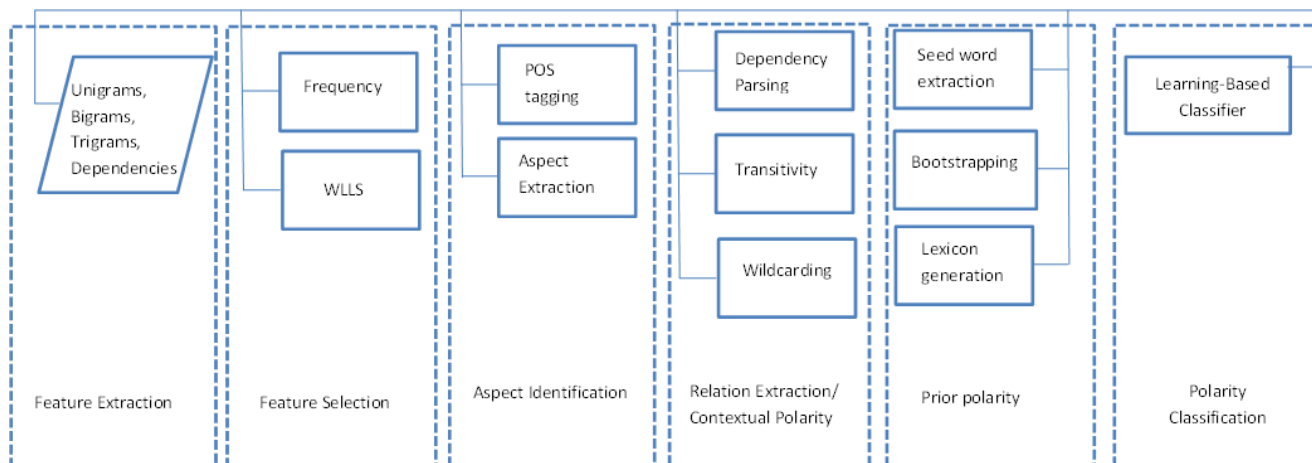 Unigrams,
Bigrams,
Trigrams,
Dependencies
Feature Extraction
Frequency
WLLS
Feature Selection
POS
tagging
Aspect
Extraction
Aspect Identification
Dependency
Parsing
Transitivity
Wildcarding
Relation Extraction/
Contextual Polarity
Seed word
extraction
Bootstrapping
Lexicon
generation
Prior polarity
Learning-Based
Classifier
Polarity
Classification